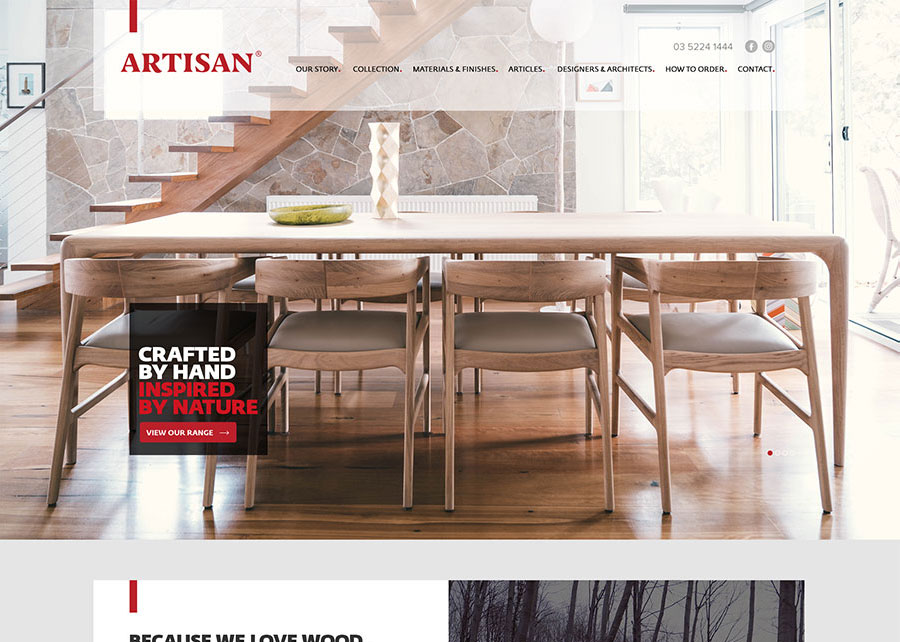 03 5224 1444
ARTISAN®
OUR STORY. COLLECTION. MATERIALS & FINISHES. ARTICLES. DESIGNERS & ARCHITECTS. HOW TO ORDER. CONTACT.
CRAFTED
BY HAND
INSPIRED
BY NATURE
VIEW OUR RANGE →
BECAUSE WE LOVE WOOD